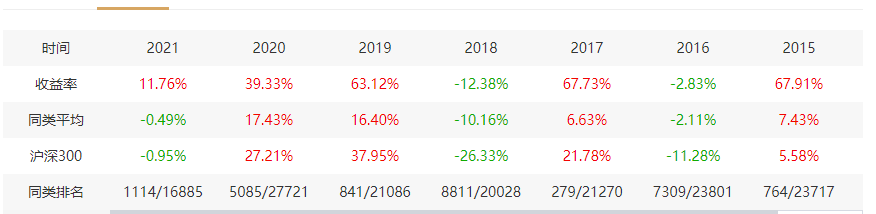 时间 2021 2020 2019 2018 2017 2016 2015
收益率 11.76% 39.33% 63.12% -12.38% 67.73% -2.83% 67.91%
同类平均 -0.49% 17.43% 16.40% -10.16% 6.63% -2.11% 7.43%
沪深300 -0.95% 27.21% 37.95% -26.33% 21.78% -11.28% 5.58%
同类排名 1114/16885 5085/27721 841/21086 8811/20028 279/21270 7309/23801 764/23717